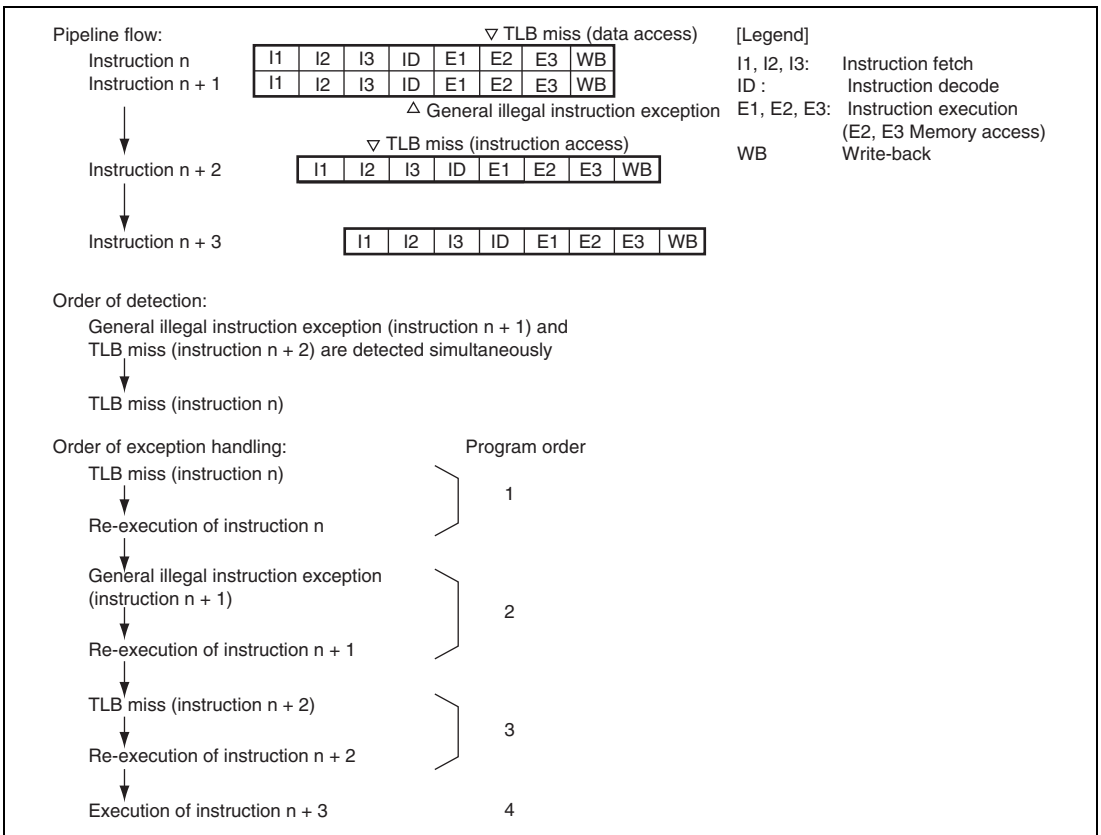 Pipeline flow:
▽ TLB miss (data access)
Instruction n
I1 I2 I3 ID E1 E2 E3 WB
Instruction n + 1
I1 I2 I3 ID E1 E2 E3 WB
△ General illegal instruction exception
▽ TLB miss (instruction access)
Instruction n + 2
I1 I2 I3 ID E1 E2 E3 WB
Instruction n + 3
I1 I2 I3 ID E1 E2 E3 WB
[Legend]
I1, I2, I3: Instruction fetch
ID : Instruction decode
E1, E2, E3: Instruction execution
(E2, E3 Memory access)
WB Write-back
Order of detection:
General illegal instruction exception (instruction n + 1) and
TLB miss (instruction n + 2) are detected simultaneously
TLB miss (instruction n)
Order of exception handling:
Program order
TLB miss (instruction n)
1
Re-execution of instruction n
General illegal instruction exception
(instruction n + 1)
2
Re-execution of instruction n + 1
TLB miss (instruction n + 2)
3
Re-execution of instruction n + 2
Execution of instruction n + 3
4